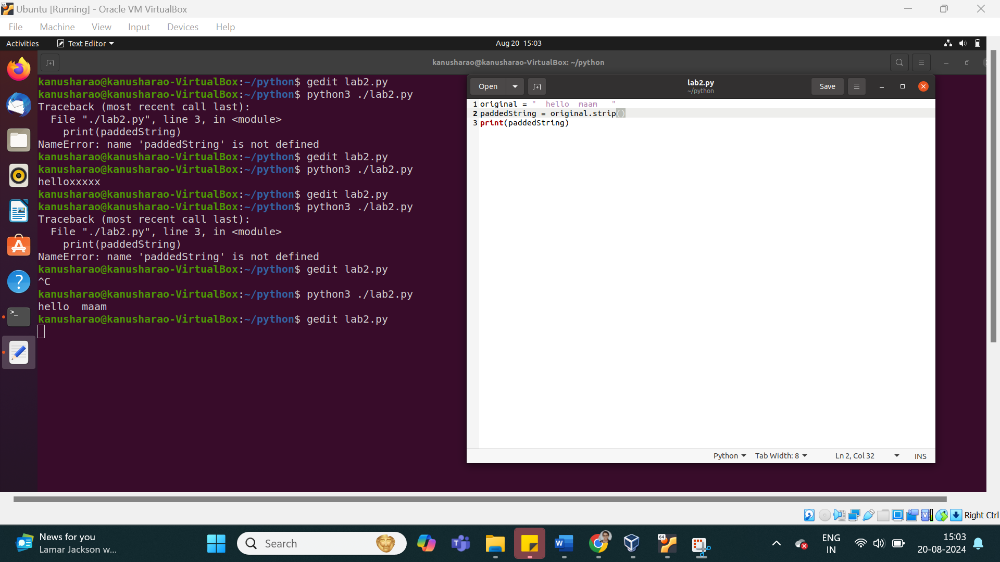 Ubuntu [Running] - Oracle VM VirtualBox
File Machine View Input Devices Help
Activities Text Editor Aug 20 15:03
kanusharao@kanusharao-VirtualBox: ~/python
kanusharao@kanusharao-VirtualBox:~/python$ gedit lab2.py
kanusharao@kanusharao-VirtualBox:~/python$ python3 ./lab2.py
Traceback (most recent call last):
  File "./lab2.py", line 3, in <module>
    print(paddedString)
NameError: name 'paddedString' is not defined
kanusharao@kanusharao-VirtualBox:~/python$ gedit lab2.py
kanusharao@kanusharao-VirtualBox:~/python$ python3 ./lab2.py
helloxxxxx
kanusharao@kanusharao-VirtualBox:~/python$ gedit lab2.py
kanusharao@kanusharao-VirtualBox:~/python$ python3 ./lab2.py
Traceback (most recent call last):
  File "./lab2.py", line 3, in <module>
    print(paddedString)
NameError: name 'paddedString' is not defined
kanusharao@kanusharao-VirtualBox:~/python$ gedit lab2.py
^C
kanusharao@kanusharao-VirtualBox:~/python$ python3 ./lab2.py
hello  maam
kanusharao@kanusharao-VirtualBox:~/python$ gedit lab2.py
Open lab2.py Save
~/python
1 original = "  hello  maam   "
2 paddedString = original.strip()
3 print(paddedString)
Python Tab Width: 8 Ln 2, Col 32 INS
Right Ctrl
News for you
Lamar Jackson w...
Search
64
ENG
IN
15:03
20-08-2024